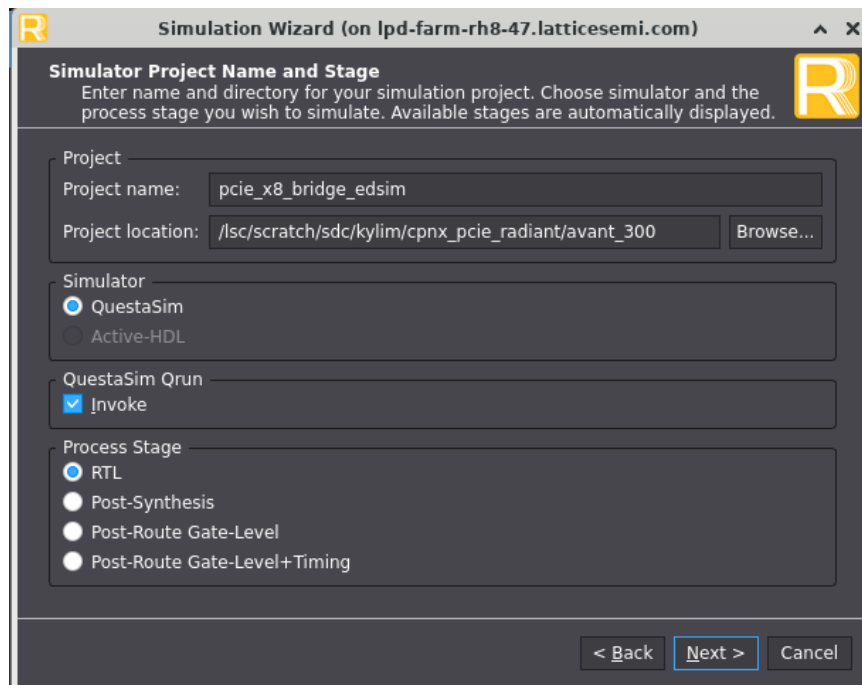 Simulation Wizard (on lpd-farm-rh8-47.latticesemi.com)
Simulator Project Name and Stage
Enter name and directory for your simulation project. Choose simulator and the
process stage you wish to simulate. Available stages are automatically displayed.
Project
Project name: pcie_x8_bridge_edsim
Project location: /lsc/scratch/sdc/kylim/cpnx_pcie_radiant/avant_300 Browse...
Simulator
QuestaSim
Active-HDL
QuestaSim Qrun
Invoke
Process Stage
RTL
Post-Synthesis
Post-Route Gate-Level
Post-Route Gate-Level+Timing
< Back Next > Cancel